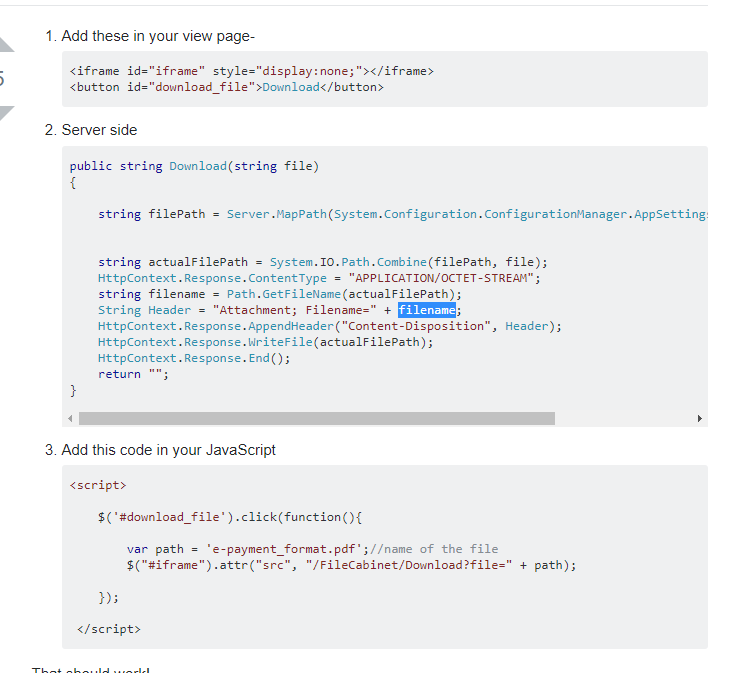 1. Add these in your view page-
5
<iframe id="iframe" style="display:none;"></iframe>
<button id="download_file">Download</button>
2. Server side
public string Download(string file)
{
string filePath = Server.MapPath(System.Configuration.ConfigurationManager.AppSettings
string actualFilePath = System.IO.Path.Combine(filePath, file);
HttpContext.Response.ContentType = "APPLICATION/OCTET-STREAM";
string filename = Path.GetFileName(actualFilePath);
String Header = "Attachment; Filename=" + filename;
HttpContext.Response.AppendHeader("Content-Disposition", Header);
HttpContext.Response.WriteFile(actualFilePath);
HttpContext.Response.End();
return "";
}
3. Add this code in your JavaScript
<script>
$('#download_file').click(function(){
var path = 'e-payment_format.pdf';//name of the file
$("#iframe").attr("src", "/FileCabinet/Download?file=" + path);
});
</script>
That should work!